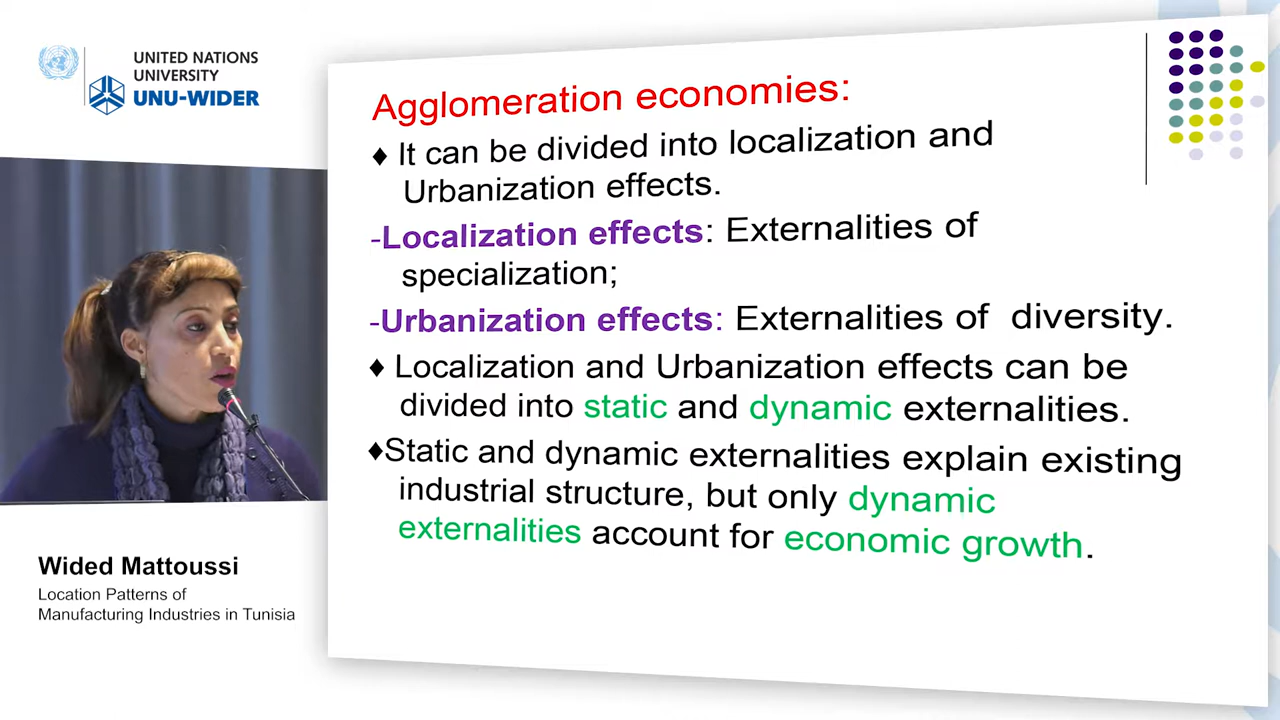 UNITED NATIONS
UNIVERSITY
UNU-WIDER
Agglomeration economies:
♦ It can be divided into localization and
Urbanization effects.
-Localization effects: Externalities of
specialization;
-Urbanization effects: Externalities of diversity.
♦ Localization and Urbanization effects can be
divided into static and dynamic externalities.
♦Static and dynamic externalities explain existing
industrial structure, but only dynamic
externalities account for economic growth.
Wided Mattoussi
Location Patterns of
Manufacturing Industries in Tunisia